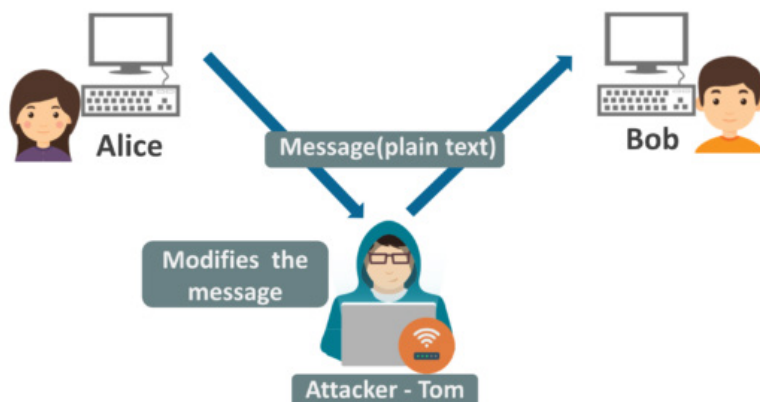 Alice
Bob
Message(plain text)
Modifies the
message
Attacker - Tom